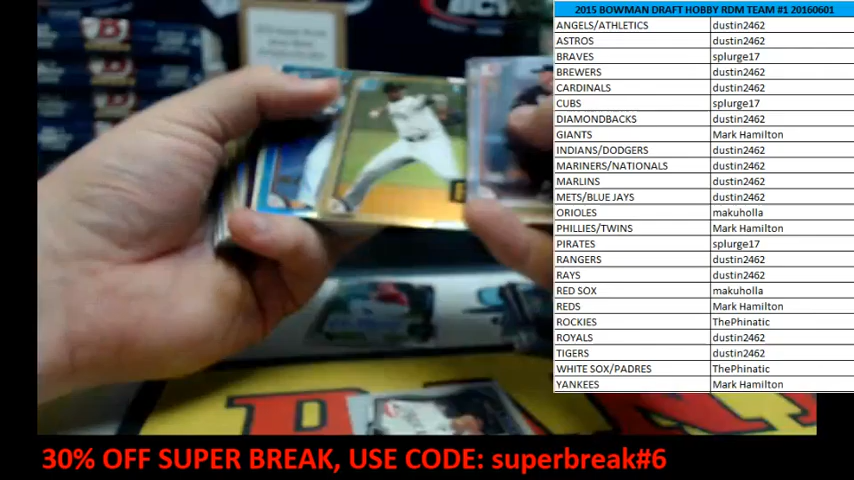 2015 BOWMAN DRAFT HOBBY RDM TEAM #1 20160601
ANGELS/ATHLETICS dustin2462
ASTROS dustin2462
BRAVES splurge17
BREWERS dustin2462
CARDINALS dustin2462
CUBS splurge17
DIAMONDBACKS dustin2462
GIANTS Mark Hamilton
INDIANS/DODGERS dustin2462
MARINERS/NATIONALS dustin2462
MARLINS dustin2462
METS/BLUE JAYS dustin2462
ORIOLES makuholla
PHILLIES/TWINS Mark Hamilton
PIRATES splurge17
RANGERS dustin2462
RAYS dustin2462
RED SOX makuholla
REDS Mark Hamilton
ROCKIES ThePhinatic
ROYALS dustin2462
TIGERS dustin2462
WHITE SOX/PADRES ThePhinatic
YANKEES Mark Hamilton
30% OFF SUPER BREAK, USE CODE: superbreak#6